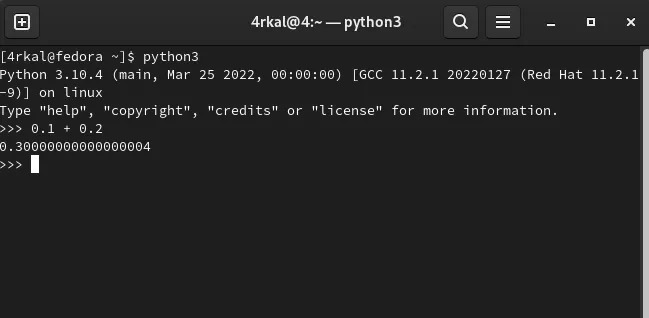 4rkal@4:~ — python3
[4rkal@fedora ~]$ python3
Python 3.10.4 (main, Mar 25 2022, 00:00:00) [GCC 11.2.1 20220127 (Red Hat 11.2.1
-9)] on linux
Type "help", "copyright", "credits" or "license" for more information.
>>> 0.1 + 0.2
0.30000000000000004
>>>